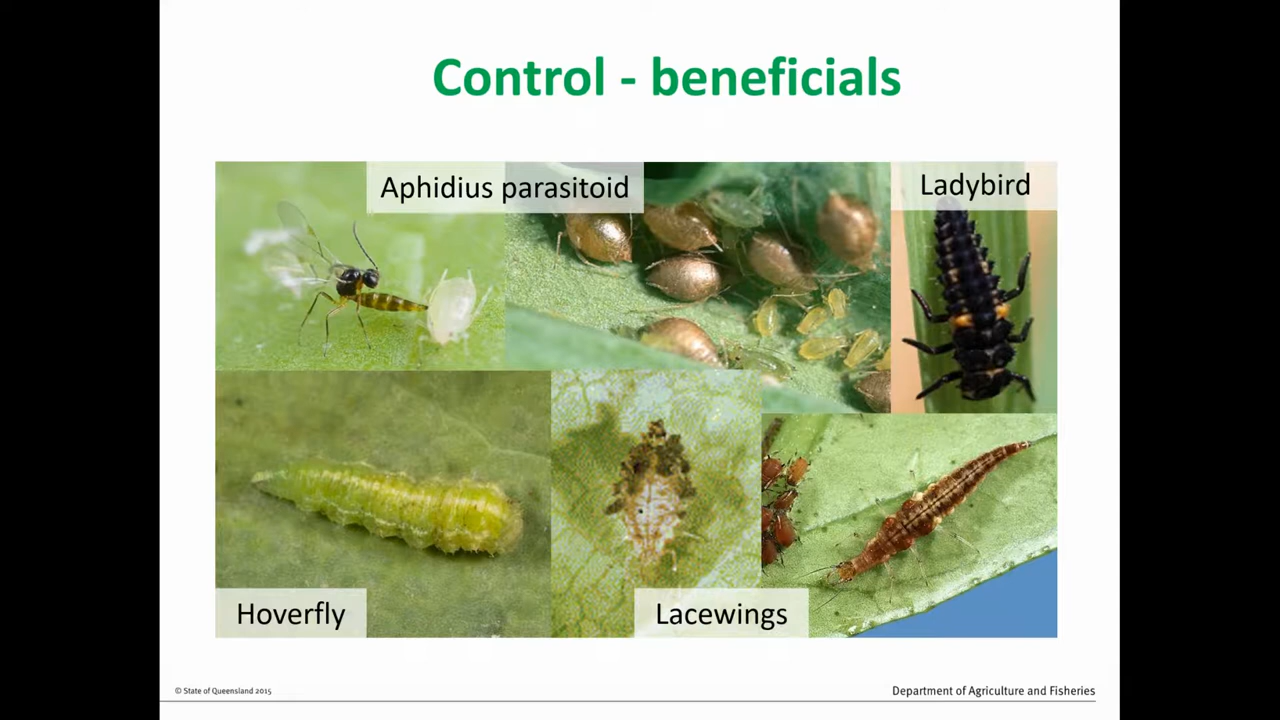 Control - beneficials
Aphidius parasitoid
Ladybird
Hoverfly
Lacewings
© State of Queensland 2015
Department of Agriculture and Fisheries